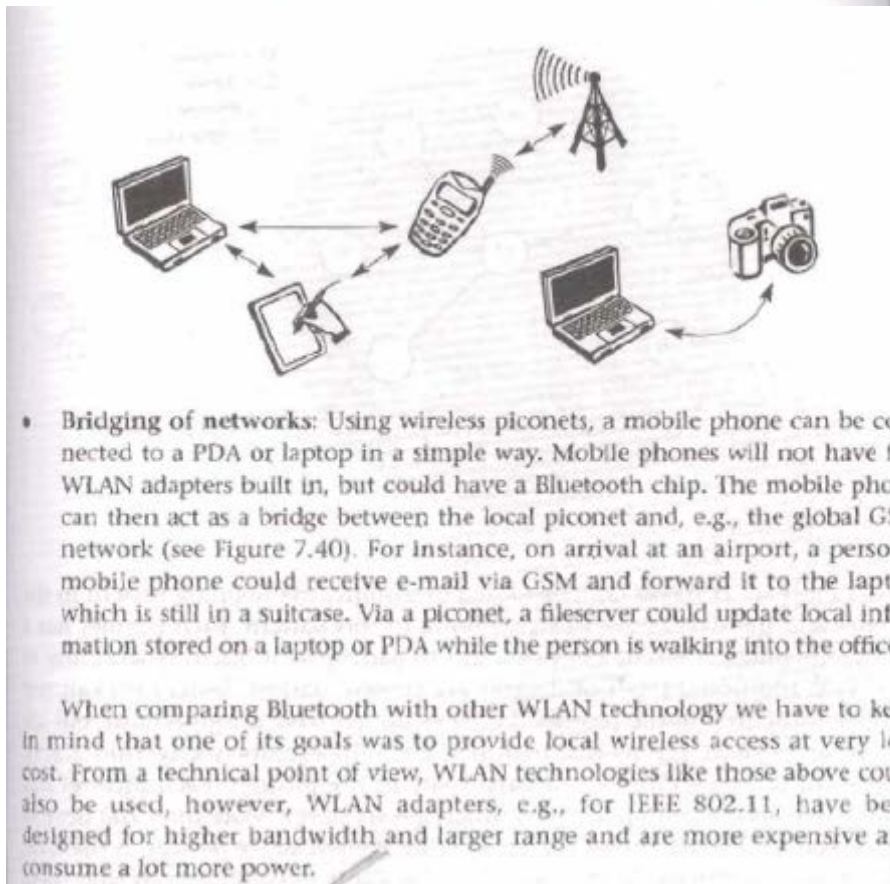 • Bridging of networks: Using wireless piconets, a mobile phone can be co
nected to a PDA or laptop in a simple way. Mobile phones will not have f
WLAN adapters built in, but could have a Bluetooth chip. The mobile pho
can then act as a bridge between the local piconet and, e.g., the global GS
network (see Figure 7.40). For instance, on arrival at an airport, a perso
mobile phone could receive e-mail via GSM and forward it to the lapt
which is still in a suitcase. Via a piconet, a fileserver could update local inf
mation stored on a laptop or PDA while the person is walking into the office
When comparing Bluetooth with other WLAN technology we have to ke
in mind that one of its goals was to provide local wireless access at very l
cost. From a technical point of view, WLAN technologies like those above cou
also be used, however, WLAN adapters, e.g., for IEEE 802.11, have be
designed for higher bandwidth and larger range and are more expensive a
consume a lot more power.